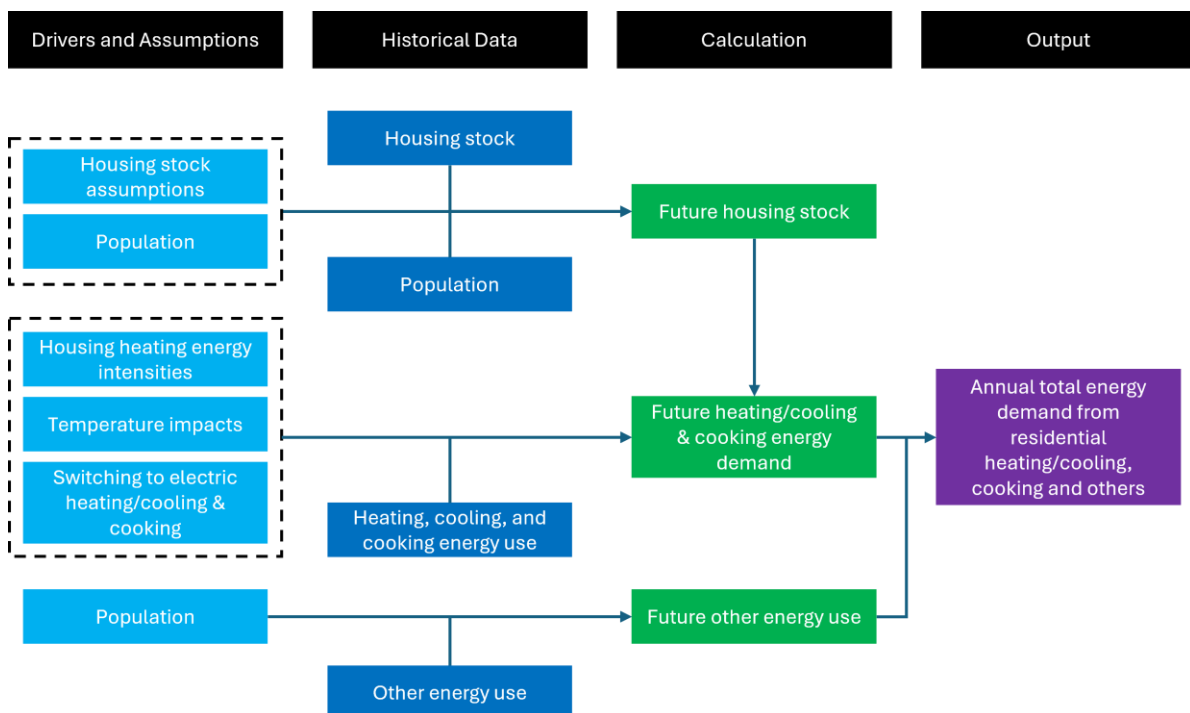 Drivers and Assumptions
Historical Data
Calculation
Output
Housing stock
assumptions
Population
Housing stock
Population
Future housing stock
Housing heating energy
intensities
Temperature impacts
Switching to electric
heating/cooling &
cooking
Heating, cooling, and
cooking energy use
Future heating/cooling
& cooking energy
demand
Annual total energy
demand from
residential
heating/cooling,
cooking and others
Population
Other energy use
Future other energy use